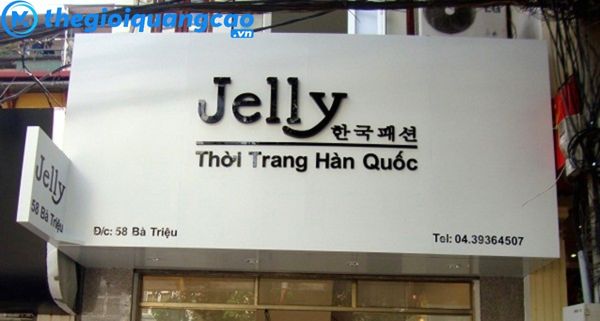 thegioiquangcao
.vn
Jelly
한국패션
Thời Trang Hàn Quốc
Đ/c: 58 Bà Triệu
Tel: 04.39364507
Jelly
58 Bà Triệu